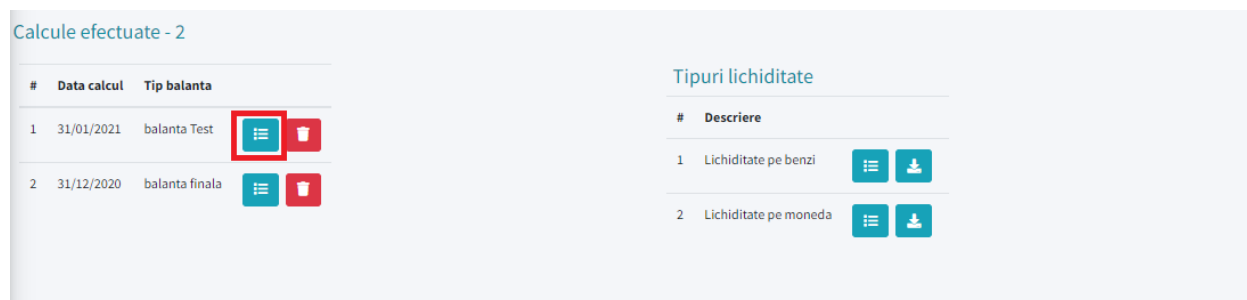 Calcule efectuate - 2
# Data calcul Tip balanta
1 31/01/2021 balanta Test
2 31/12/2020 balanta finala
Tipuri lichiditate
# Descriere
1 Lichiditate pe benzi
2 Lichiditate pe moneda